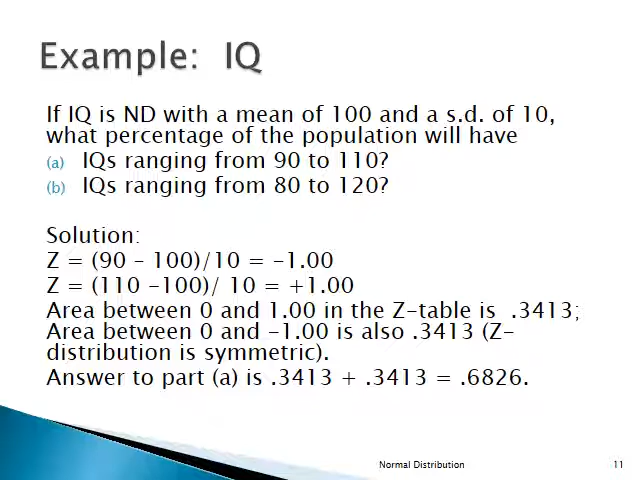 Example: IQ
If IQ is ND with a mean of 100 and a s.d. of 10,
what percentage of the population will have
(a) IQs ranging from 90 to 110?
(b) IQs ranging from 80 to 120?
Solution:
Z = (90 – 100)/10 = -1.00
Z = (110 -100)/ 10 = +1.00
Area between 0 and 1.00 in the Z-table is .3413;
Area between 0 and -1.00 is also .3413 (Z-
distribution is symmetric).
Answer to part (a) is .3413 + .3413 = .6826.
Normal Distribution 11